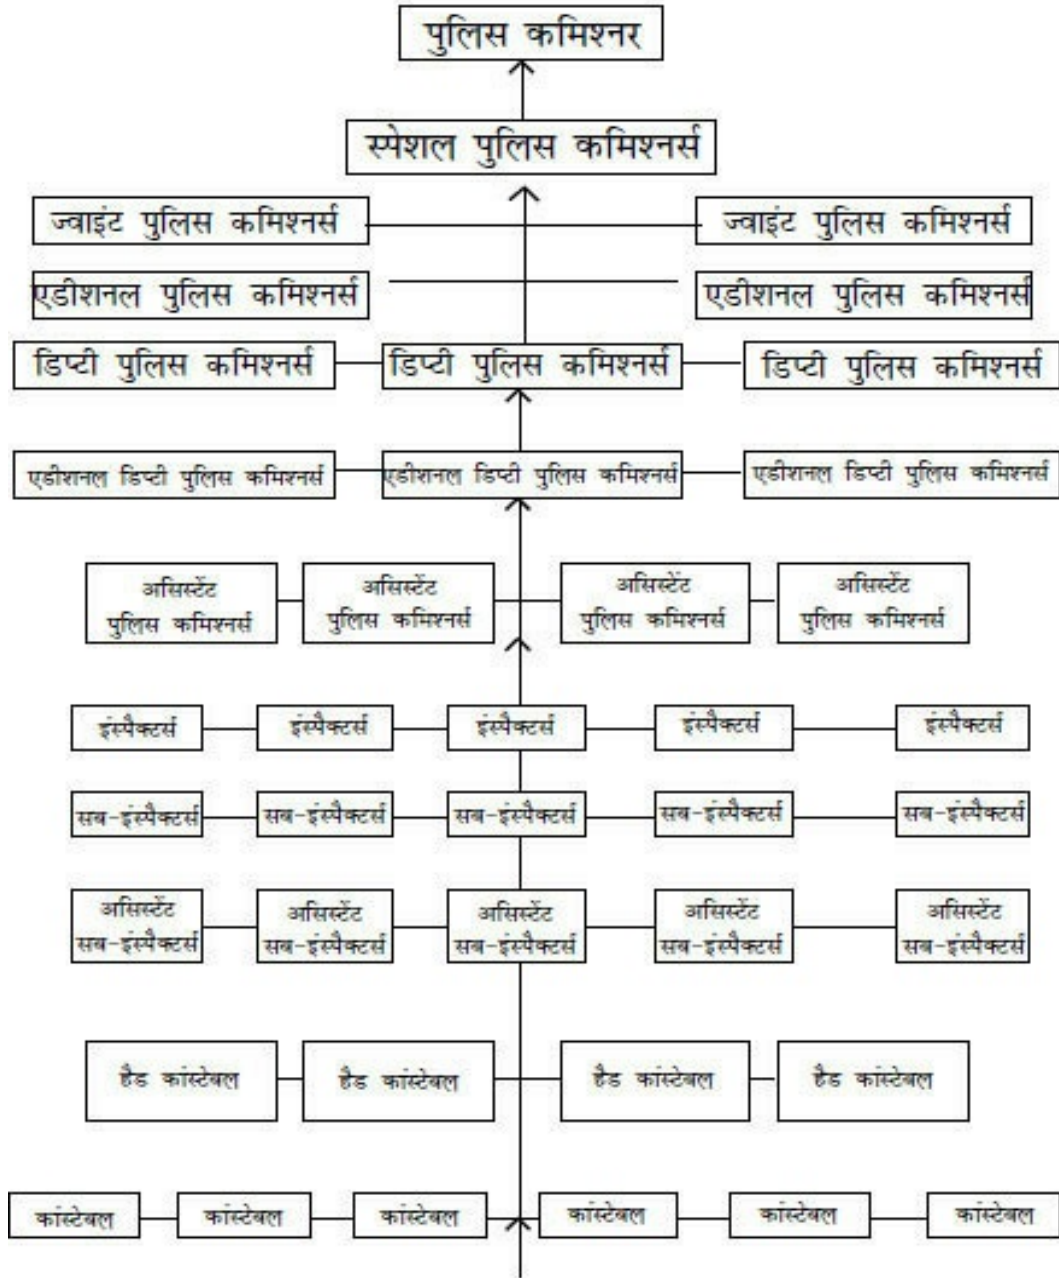 पुलिस कमिश्नर
स्पेशल पुलिस कमिश्नर्स
ज्वाइंट पुलिस कमिश्नर्स
ज्वाइंट पुलिस कमिश्नर्स
एडीशनल पुलिस कमिश्नर्स
एडीशनल पुलिस कमिश्नर्स
डिप्टी पुलिस कमिश्नर्स
डिप्टी पुलिस कमिश्नर्स
डिप्टी पुलिस कमिश्नर्स
एडीशनल डिप्टी पुलिस कमिश्नर्स
एडीशनल डिप्टी पुलिस कमिश्नर्स
एडीशनल डिप्टी पुलिस कमिश्नर्स
असिस्टेंट
पुलिस कमिश्नर्स
असिस्टेंट
पुलिस कमिश्नर्स
असिस्टेंट
पुलिस कमिश्नर्स
असिस्टेंट
पुलिस कमिश्नर्स
इंस्पैक्टर्स
इंस्पैक्टर्स
इंस्पैक्टर्स
इंस्पैक्टर्स
इंस्पैक्टर्स
सब-इंस्पैक्टर्स
सब-इंस्पैक्टर्स
सब-इंस्पैक्टर्स
सब-इंस्पैक्टर्स
सब-इंस्पैक्टर्स
असिस्टेंट
सब-इंस्पैक्टर्स
असिस्टेंट
सब-इंस्पैक्टर्स
असिस्टेंट
सब-इंस्पैक्टर्स
असिस्टेंट
सब-इंस्पैक्टर्स
असिस्टेंट
सब-इंस्पैक्टर्स
हैड कांस्टेबल
हैड कांस्टेबल
हैड कांस्टेबल
हैड कांस्टेबल
कांस्टेबल
कांस्टेबल
कांस्टेबल
कांस्टेबल
कांस्टेबल
कांस्टेबल